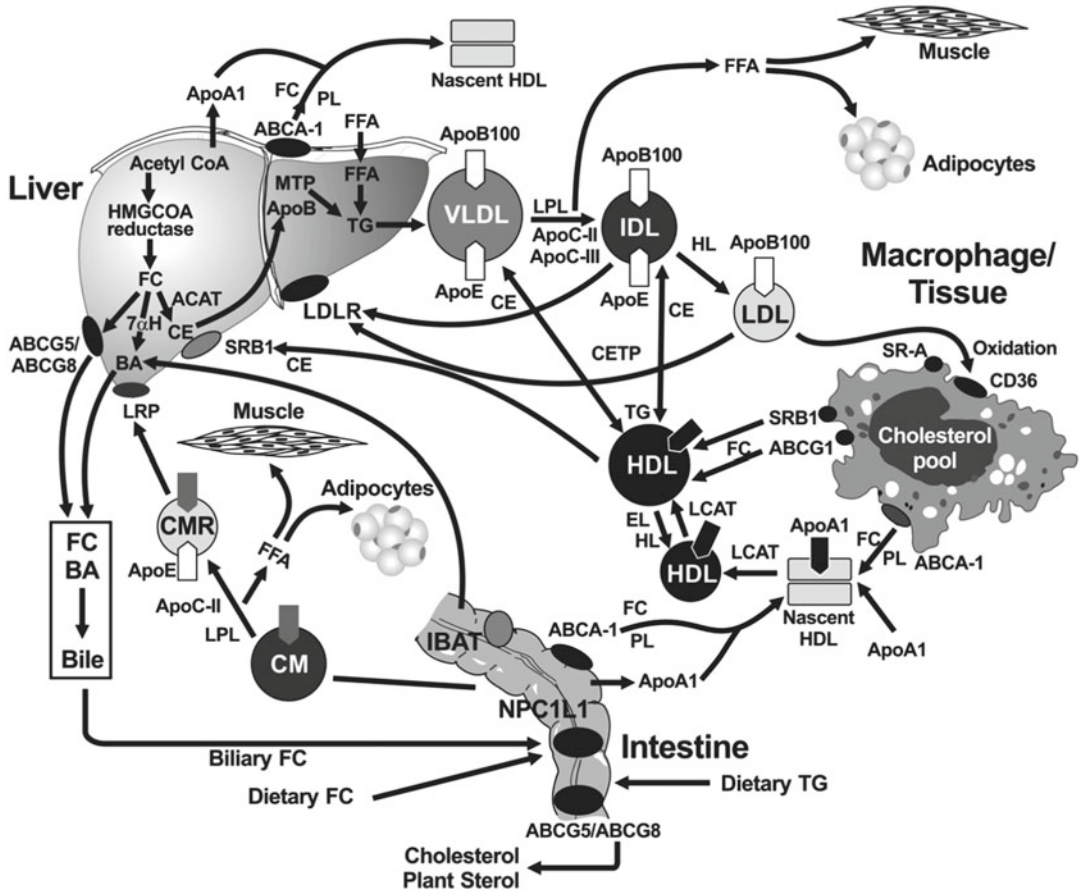 Muscle
FFA
Nascent HDL
ApoA1
FC
PL
ABCA-1
FFA
ApoB100
ApoB100
Adipocytes
Liver
Acetyl CoA
HMGCOA
reductase
FC
ACAT
7αH
CE
BA
MTP
ApoB
FFA
TG
VLDL
LPL
ApoC-II
ApoC-III
IDL
HL
ApoB100
LDL
ApoE
CE
ApoE
CE
CETP
LDLR
ABCG5/
ABCG8
SRB1
CE
LRP
Macrophage/
Tissue
SR-A
Oxidation
CD36
SRB1
ABCG1
FC
Cholesterol
pool
TG
HDL
Muscle
Adipocytes
CMR
ApoE
FFA
ApoC-II
LPL
CM
FC
BA
Bile
EL
HL
LCAT
HDL
LCAT
ApoA1
FC
PL
ABCA-1
Nascent
HDL
ApoA1
IBAT
ABCA-1
FC
PL
ApoA1
NPC1L1
Intestine
Biliary FC
Dietary FC
Dietary TG
ABCG5/ABCG8
Cholesterol
Plant Sterol